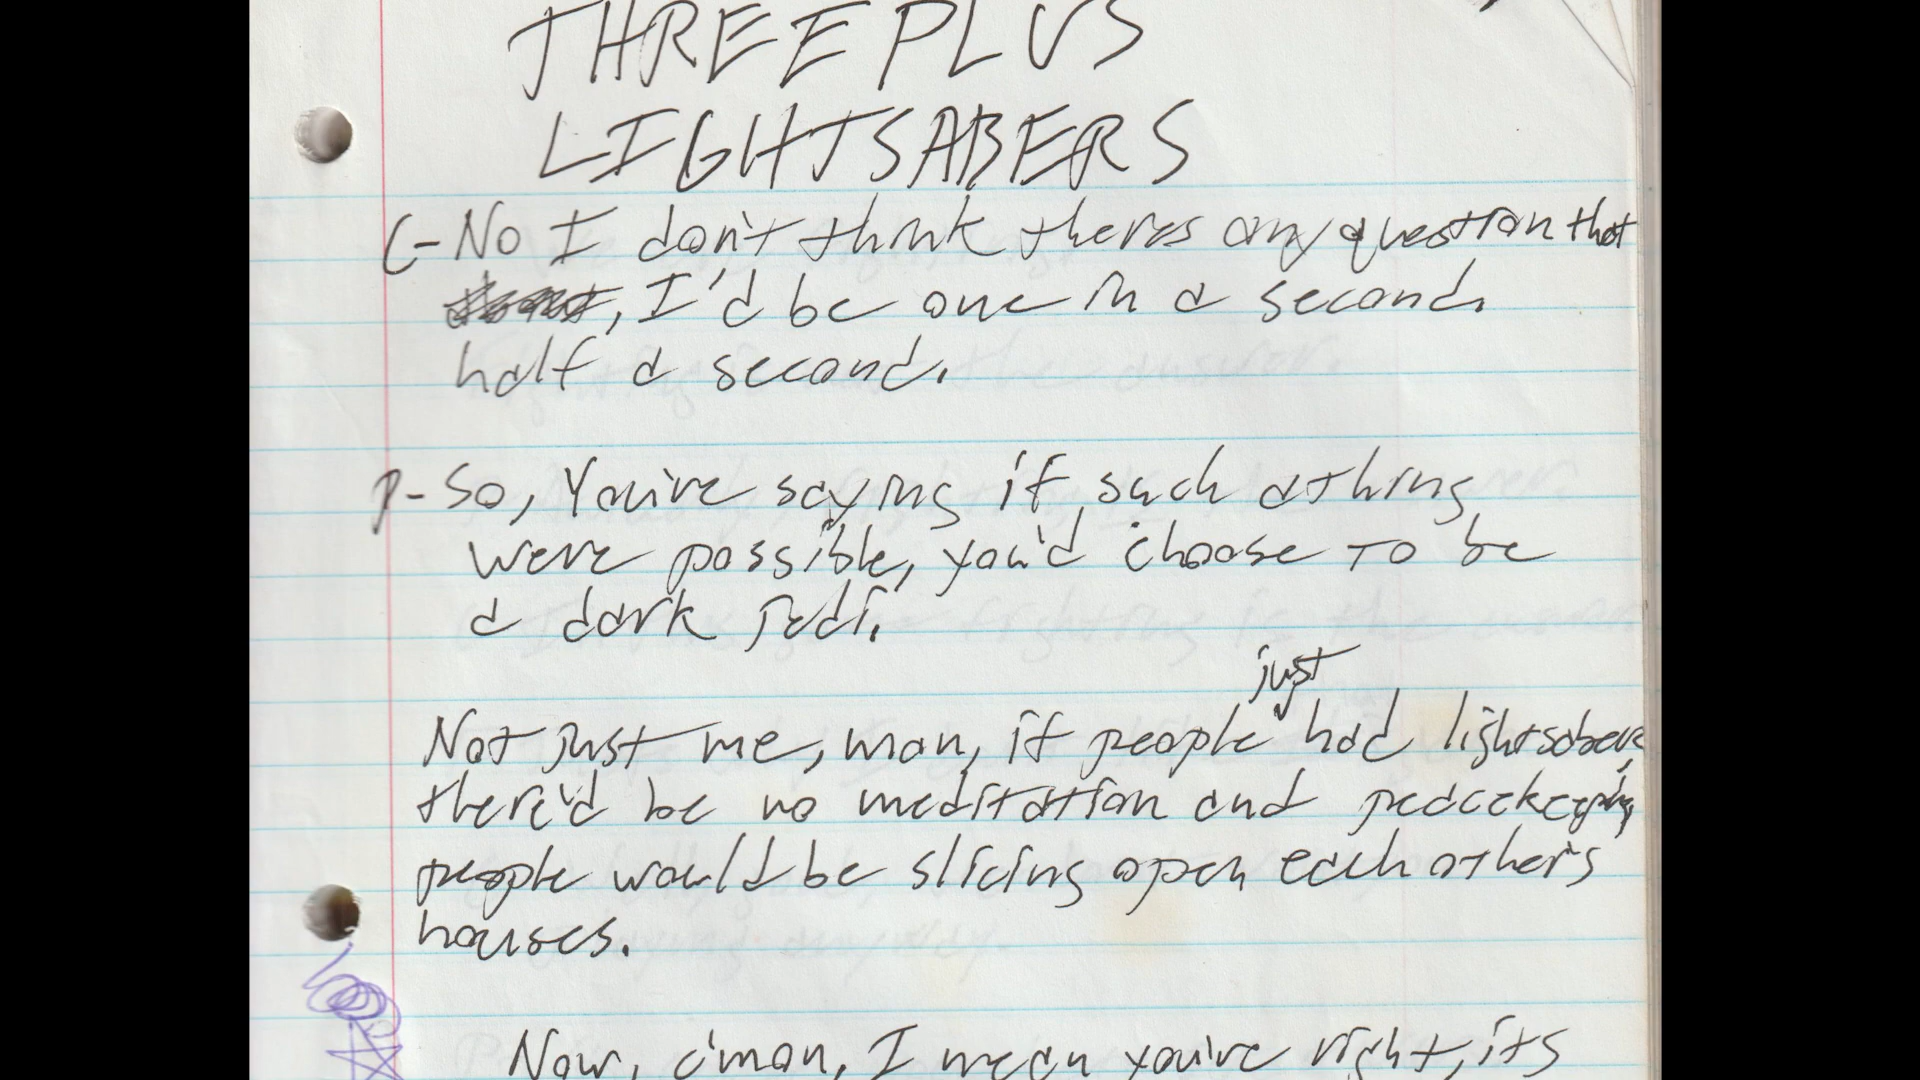 THREE PLUS
LIGHTSABERS
C- No I don't think theres any question that
, I'd be one in a second.
half a second.
P- So, You've saying if such a thing
were possible, you'd choose to be
a dark jedi.
just
Not just me, man, if people had lightsabers,
there'd be no meditation and peacekeeping,
people would be slicing open each other's
houses.
Now, c'mon, I mean you're right, its